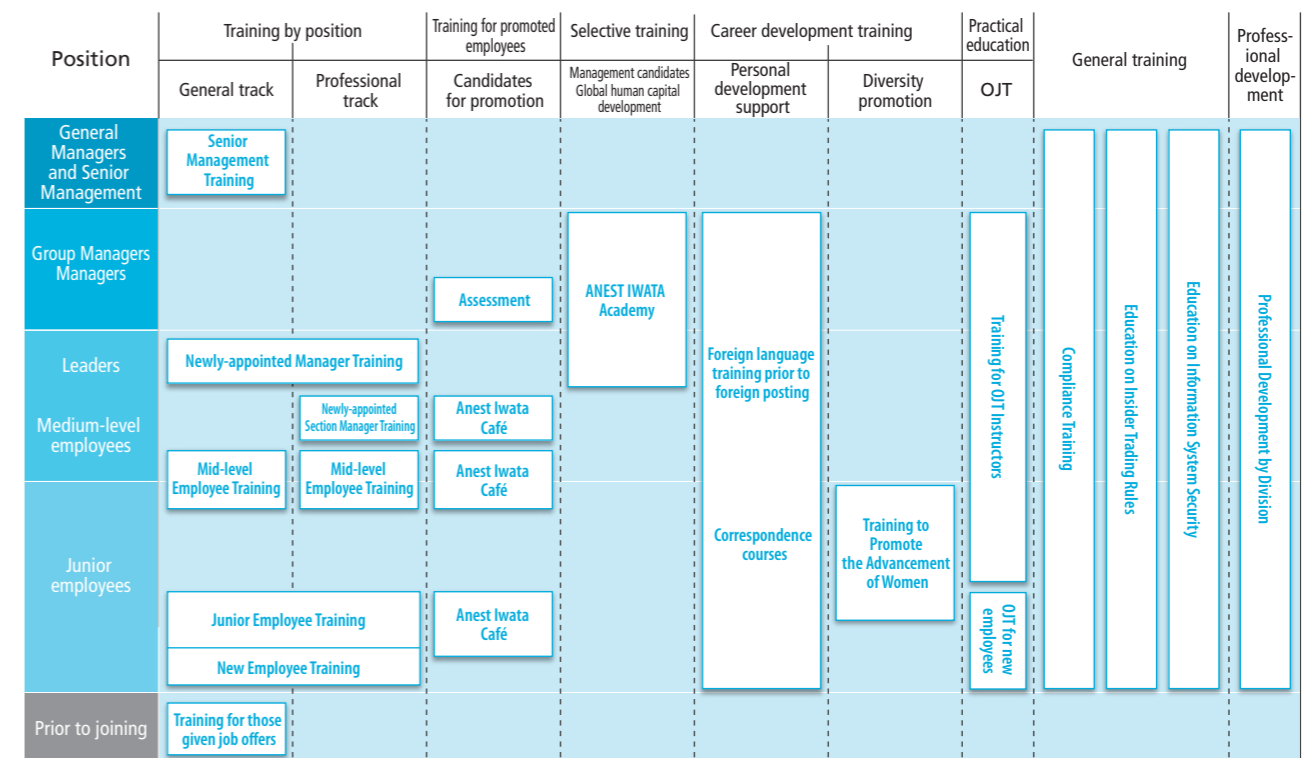 Position
Training by position
Training for promoted
employees
Selective training
Career development training
Practical
education
General training
Profess-
ional
develop-
ment
General track
Professional
track
Candidates
for promotion
Management candidates
Global human capital
development
Personal
development
support
Diversity
promotion
OJT
General
Managers
and Senior
Management
Senior
Management
Training
Group Managers
Managers
Assessment
ANEST IWATA
Academy
Leaders
Newly-appointed Manager Training
Foreign language
training prior to
foreign posting
Medium-level
employees
Newly-appointed
Section Manager Training
Anest Iwata
Café
Mid-level
Employee Training
Mid-level
Employee Training
Anest Iwata
Café
Junior
employees
Correspondence
courses
Training to
Promote
the Advancement
of Women
Junior Employee Training
Anest Iwata
Café
New Employee Training
Training for OJT Instructors
OJT for new
employees
Compliance Training
Education on Insider Trading Rules
Education on Information System Security
Professional Development by Division
Prior to joining
Training for those
given job offers